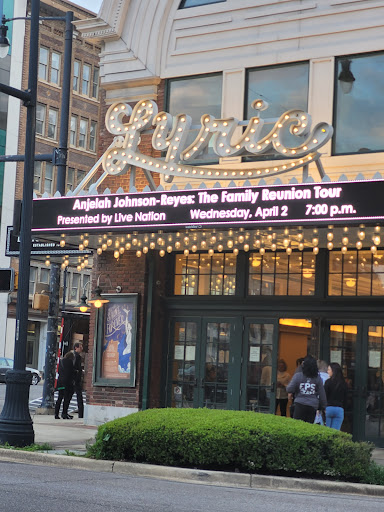 Lyric
Anjelah Johnson-Reyes: The Family Reunion Tour
Presented by Live Nation Wednesday, April 2 7:00 p.m.